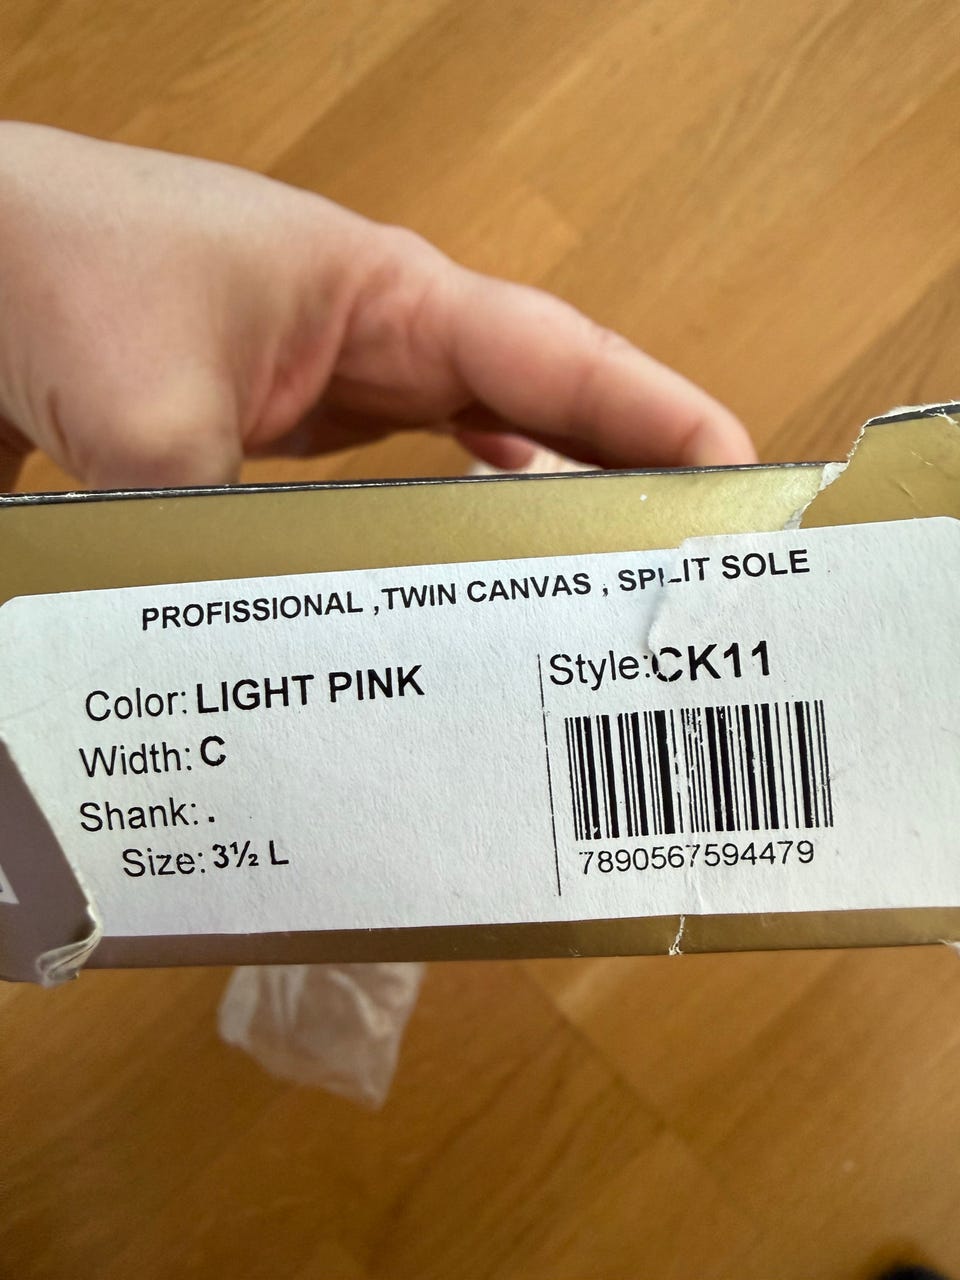 PROFISSIONAL ,TWIN CANVAS , SPLIT SOLE
Color: LIGHT PINK
Width: C
Shank: .
Size: 3½ L
Style:CK11
7890567594479